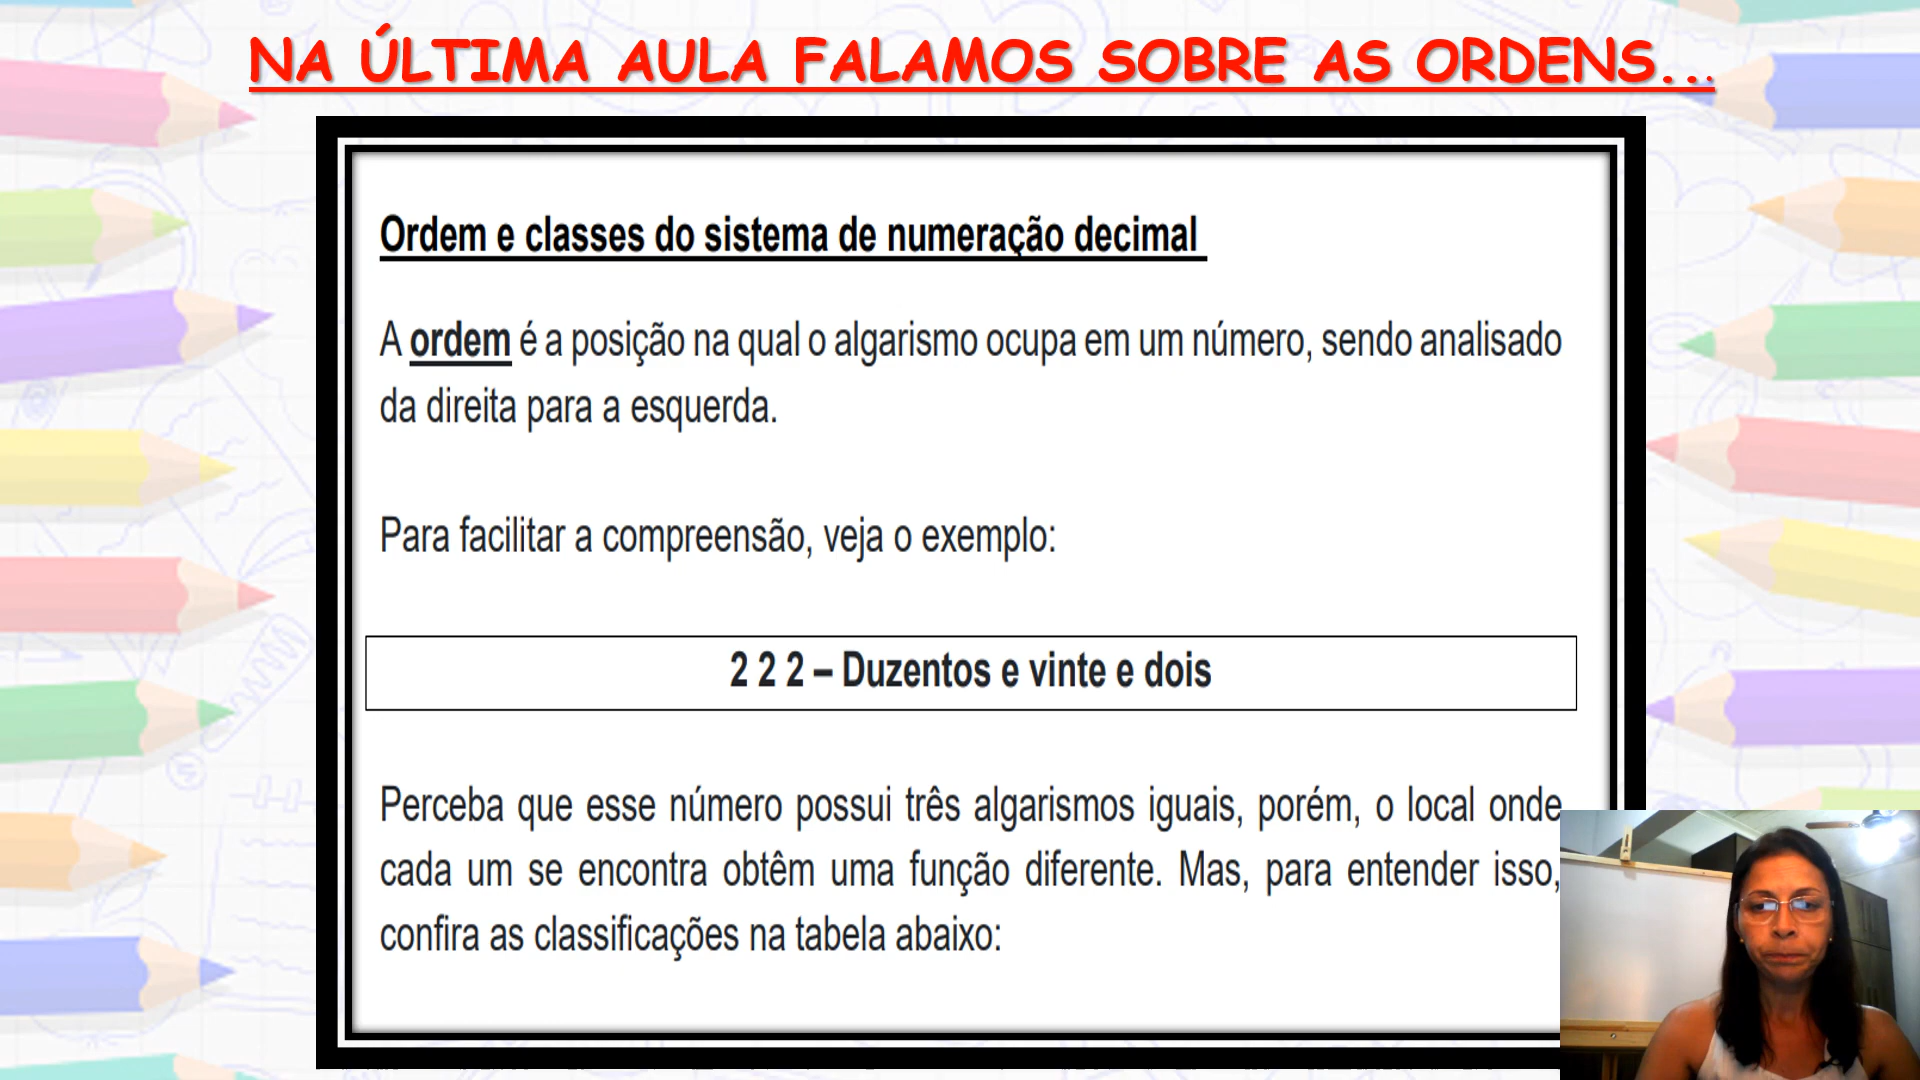 NA ÚLTIMA AULA FALAMOS SOBRE AS ORDENS...
Ordem e classes do sistema de numeração decimal
A ordem é a posição na qual o algarismo ocupa em um número, sendo analisado
da direita para a esquerda.
Para facilitar a compreensão, veja o exemplo:
2 2 2 – Duzentos e vinte e dois
Perceba que esse número possui três algarismos iguais, porém, o local onde
cada um se encontra obtêm uma função diferente. Mas, para entender isso,
confira as classificações na tabela abaixo: